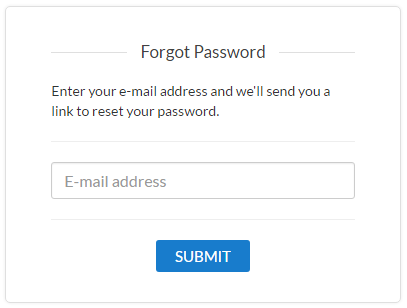 Forgot Password
Enter your e-mail address and we'll send you a
link to reset your password.
E-mail address
SUBMIT